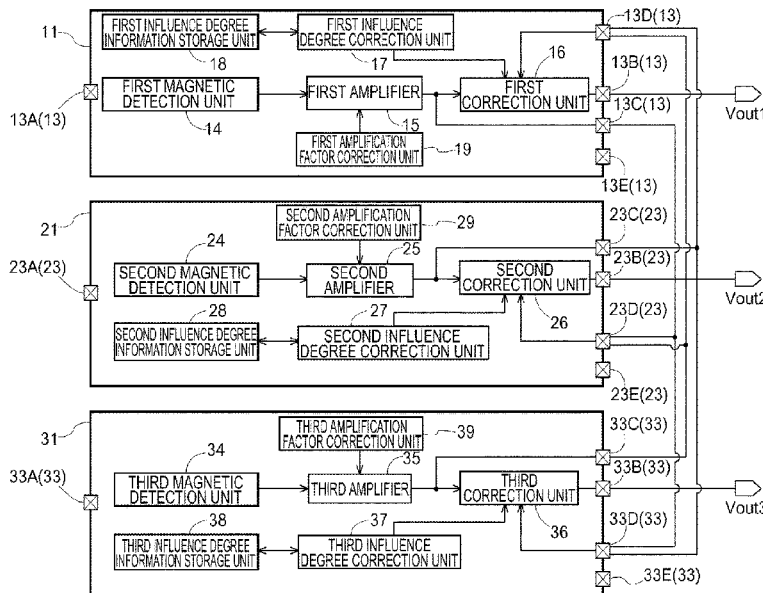 11
FIRST INFLUENCE DEGREE
INFORMATION STORAGE UNIT
18
FIRST INFLUENCE
DEGREE CORRECTION UNIT
17
16
13D(13)
13A(13)
FIRST MAGNETIC
DETECTION UNIT
14
FIRST AMPLIFIER
15
FIRST
CORRECTION UNIT
13B(13)
Vout1
13C(13)
FIRST AMPLIFICATION
FACTOR CORRECTION UNIT
19
13E(13)
21
SECOND AMPLIFICATION
FACTOR CORRECTION UNIT
29
23C(23)
24
25
23A(23)
SECOND MAGNETIC
DETECTION UNIT
SECOND
AMPLIFIER
SECOND
CORRECTION UNIT
23B(23)
Vout2
28
27
26
23D(23)
SECOND INFLUENCE DEGREE
INFORMATION STORAGE UNIT
SECOND INFLUENCE
DEGREE CORRECTION UNIT
23E(23)
31
THIRD AMPLIFICATION
FACTOR CORRECTION UNIT
39
33C(33)
34
35
33A(33)
THIRD MAGNETIC
DETECTION UNIT
THIRD AMPLIFIER
THIRD
CORRECTION UNIT
33B(33)
Vout3
38
37
36
33D(33)
THIRD INFLUENCE DEGREE
INFORMATION STORAGE UNIT
THIRD INFLUENCE
DEGREE CORRECTION UNIT
33E(33)